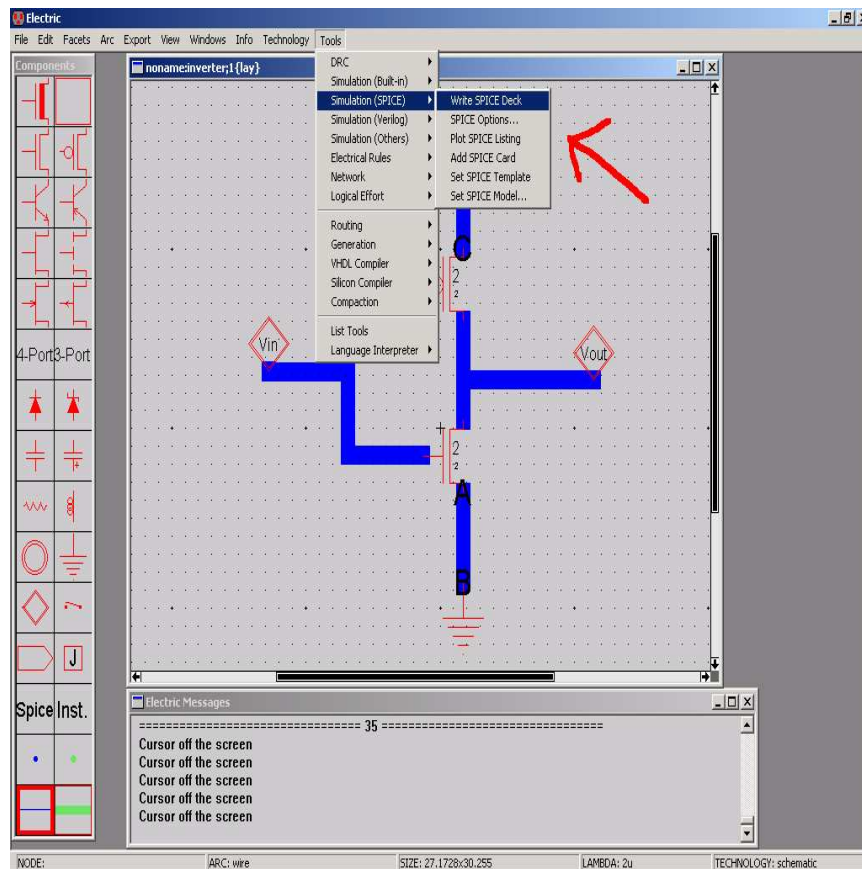 Electric
File Edit Facets Arc Export View Windows Info Technology Tools
Components
noname:inverter;1{lay}
DRC
Simulation (Built-in)
Simulation (SPICE)
Simulation (Verilog)
Simulation (Others)
Electrical Rules
Network
Logical Effort
Routing
Generation
VHDL Compiler
Silicon Compiler
Compaction
List Tools
Language Interpreter
Write SPICE Deck
SPICE Options...
Plot SPICE Listing
Add SPICE Card
Set SPICE Template
Set SPICE Model...
C
2
2
Vin
Vout
2
2
A
B
4-Port 3-Port
J
Spice Inst.
Electric Messages
================================= 35 =================================
Cursor off the screen
Cursor off the screen
Cursor off the screen
Cursor off the screen
Cursor off the screen
NODE: ARC: wire SIZE: 27.1728x30.255 LAMBDA: 2u TECHNOLOGY: schematic